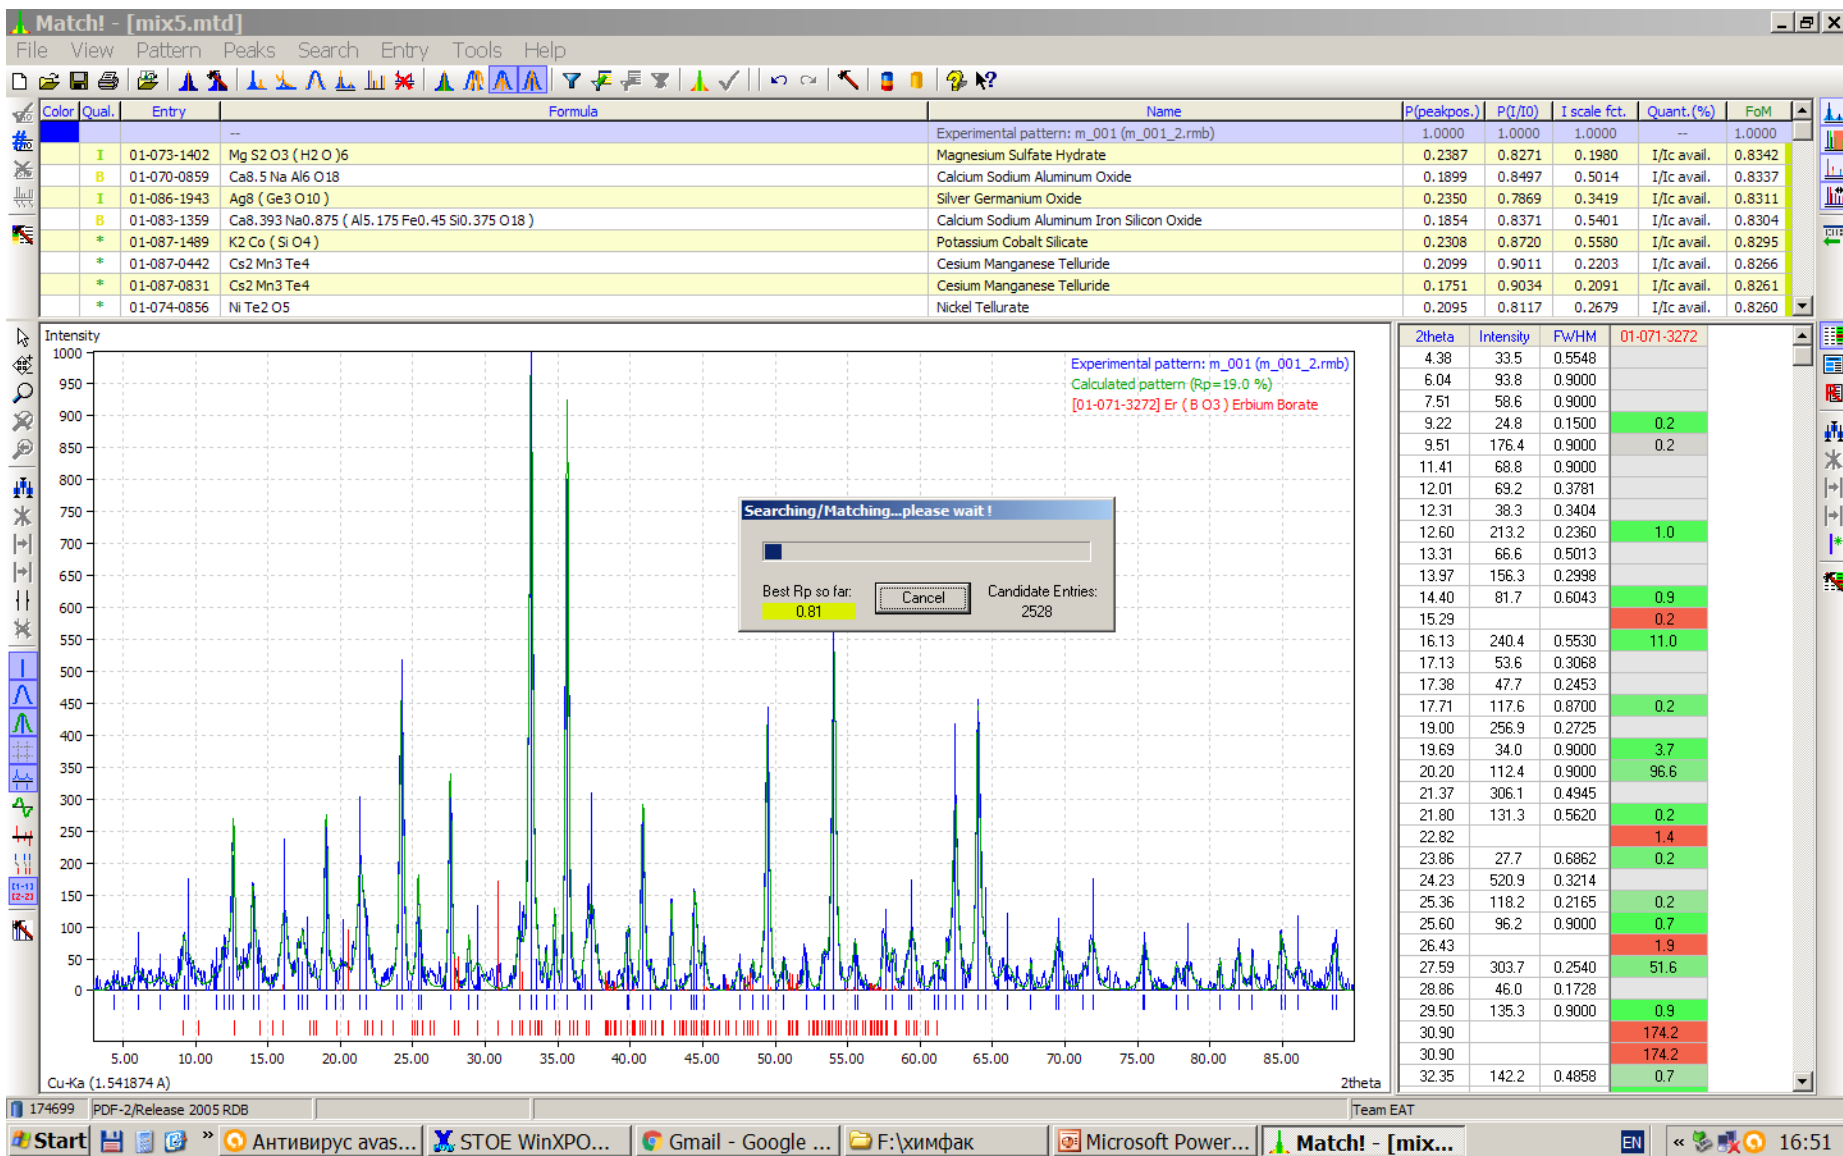 Match! - [mix5.mtd]
File View Pattern Peaks Search Entry Tools Help
Color Qual. Entry Formula Name P(peakpos.) P(I/I0) I scale fct. Quant.(%) FoM
-- Experimental pattern: m_001 (m_001_2.rmb) 1.0000 1.0000 1.0000 -- 1.0000
I 01-073-1402 Mg S2 O3 ( H2 O )6 Magnesium Sulfate Hydrate 0.2387 0.8271 0.1980 I/Ic avail. 0.8342
B 01-070-0859 Ca8.5 Na Al6 O18 Calcium Sodium Aluminum Oxide 0.1899 0.8497 0.5014 I/Ic avail. 0.8337
I 01-086-1943 Ag8 ( Ge3 O10 ) Silver Germanium Oxide 0.2350 0.7869 0.3419 I/Ic avail. 0.8311
B 01-083-1359 Ca8.393 Na0.875 ( Al5.175 Fe0.45 Si0.375 O18 ) Calcium Sodium Aluminum Iron Silicon Oxide 0.1854 0.8371 0.5401 I/Ic avail. 0.8304
* 01-087-1489 K2 Co ( Si O4 ) Potassium Cobalt Silicate 0.2308 0.8720 0.5580 I/Ic avail. 0.8295
* 01-087-0442 Cs2 Mn3 Te4 Cesium Manganese Telluride 0.2099 0.9011 0.2203 I/Ic avail. 0.8266
* 01-087-0831 Cs2 Mn3 Te4 Cesium Manganese Telluride 0.1751 0.9034 0.2091 I/Ic avail. 0.8261
* 01-074-0856 Ni Te2 O5 Nickel Tellurate 0.2095 0.8117 0.2679 I/Ic avail. 0.8260
Intensity
1000
950
900
850
800
750
700
650
600
550
500
450
400
350
300
250
200
150
100
50
0
Experimental pattern: m_001 (m_001_2.rmb)
Calculated pattern (Rp=19.0 %)
[01-071-3272] Er ( B O3 ) Erbium Borate
Searching/Matching...please wait !
Best Rp so far:
0.81
Cancel
Candidate Entries:
2528
5.00 10.00 15.00 20.00 25.00 30.00 35.00 40.00 45.00 50.00 55.00 60.00 65.00 70.00 75.00 80.00 85.00
Cu-Ka (1.541874 A) 2theta
2theta Intensity FWHM 01-071-3272
4.38 33.5 0.5548
6.04 93.8 0.9000
7.51 58.6 0.9000
9.22 24.8 0.1500 0.2
9.51 176.4 0.9000 0.2
11.41 68.8 0.9000
12.01 69.2 0.3781
12.31 38.3 0.3404
12.60 213.2 0.2360 1.0
13.31 66.6 0.5013
13.97 156.3 0.2998
14.40 81.7 0.6043 0.9
15.29 0.2
16.13 240.4 0.5530 11.0
17.13 53.6 0.3068
17.38 47.7 0.2453
17.71 117.6 0.8700 0.2
19.00 256.9 0.2725
19.69 34.0 0.9000 3.7
20.20 112.4 0.9000 96.6
21.37 306.1 0.4945
21.80 131.3 0.5620 0.2
22.82 1.4
23.86 27.7 0.6862 0.2
24.23 520.9 0.3214
25.36 118.2 0.2165 0.2
25.60 96.2 0.9000 0.7
26.43 1.9
27.59 303.7 0.2540 51.6
28.86 46.0 0.1728
29.50 135.3 0.9000 0.9
30.90 174.2
30.90 174.2
32.35 142.2 0.4858 0.7
174699 PDF-2/Release 2005 RDB Team EAT
Start » Антивирус avas... STOE WinXPO... Gmail - Google ... F:\химфак Microsoft Power... Match! - [mix... EN « 16:51